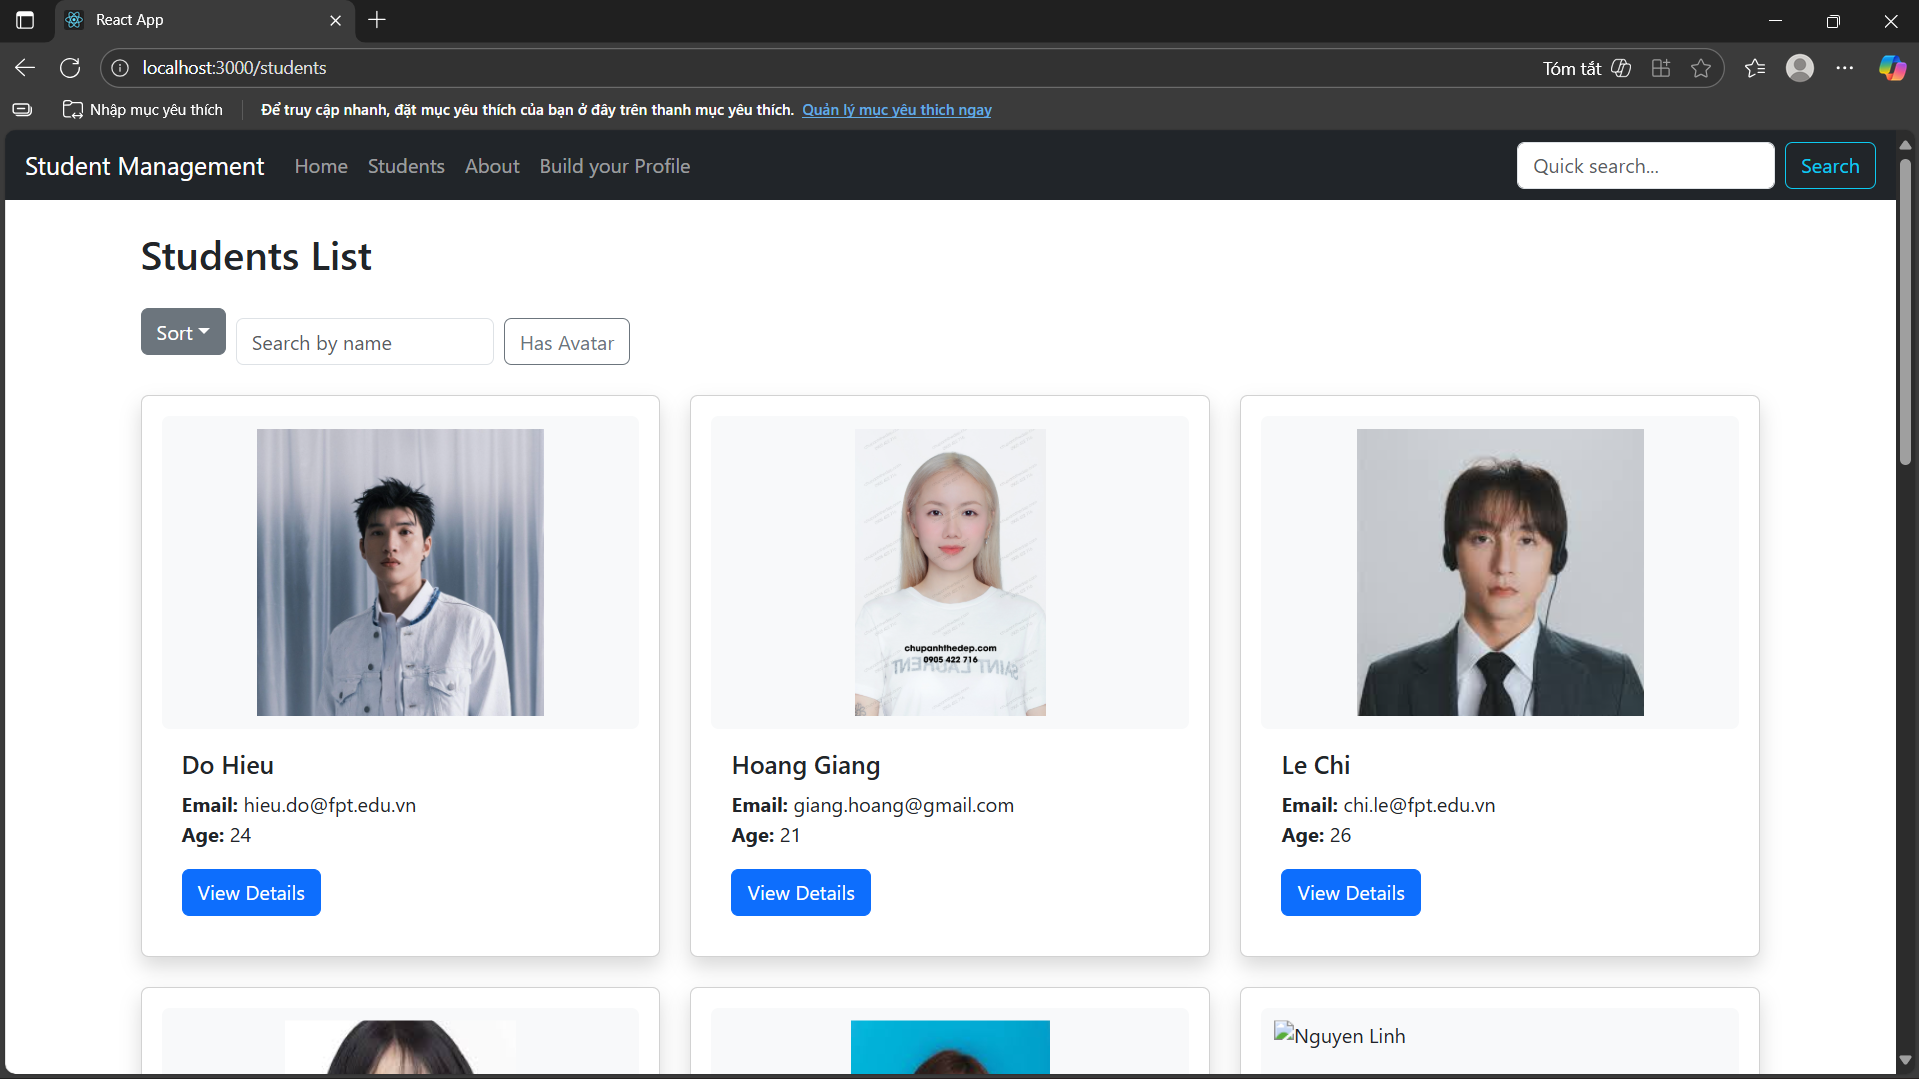 React App
localhost:3000/students
Tóm tắt
Nhập mục yêu thích
Để truy cập nhanh, đặt mục yêu thích của bạn ở đây trên thanh mục yêu thích. Quản lý mục yêu thích ngay
Student Management Home Students About Build your Profile Quick search... Search
Students List
Sort Search by name Has Avatar
chupanhthedep.com
0905 422 716
SAINT LAURENT
Do Hieu
Email: hieu.do@fpt.edu.vn
Age: 24
View Details
Hoang Giang
Email: giang.hoang@gmail.com
Age: 21
View Details
Le Chi
Email: chi.le@fpt.edu.vn
Age: 26
View Details
Nguyen Linh